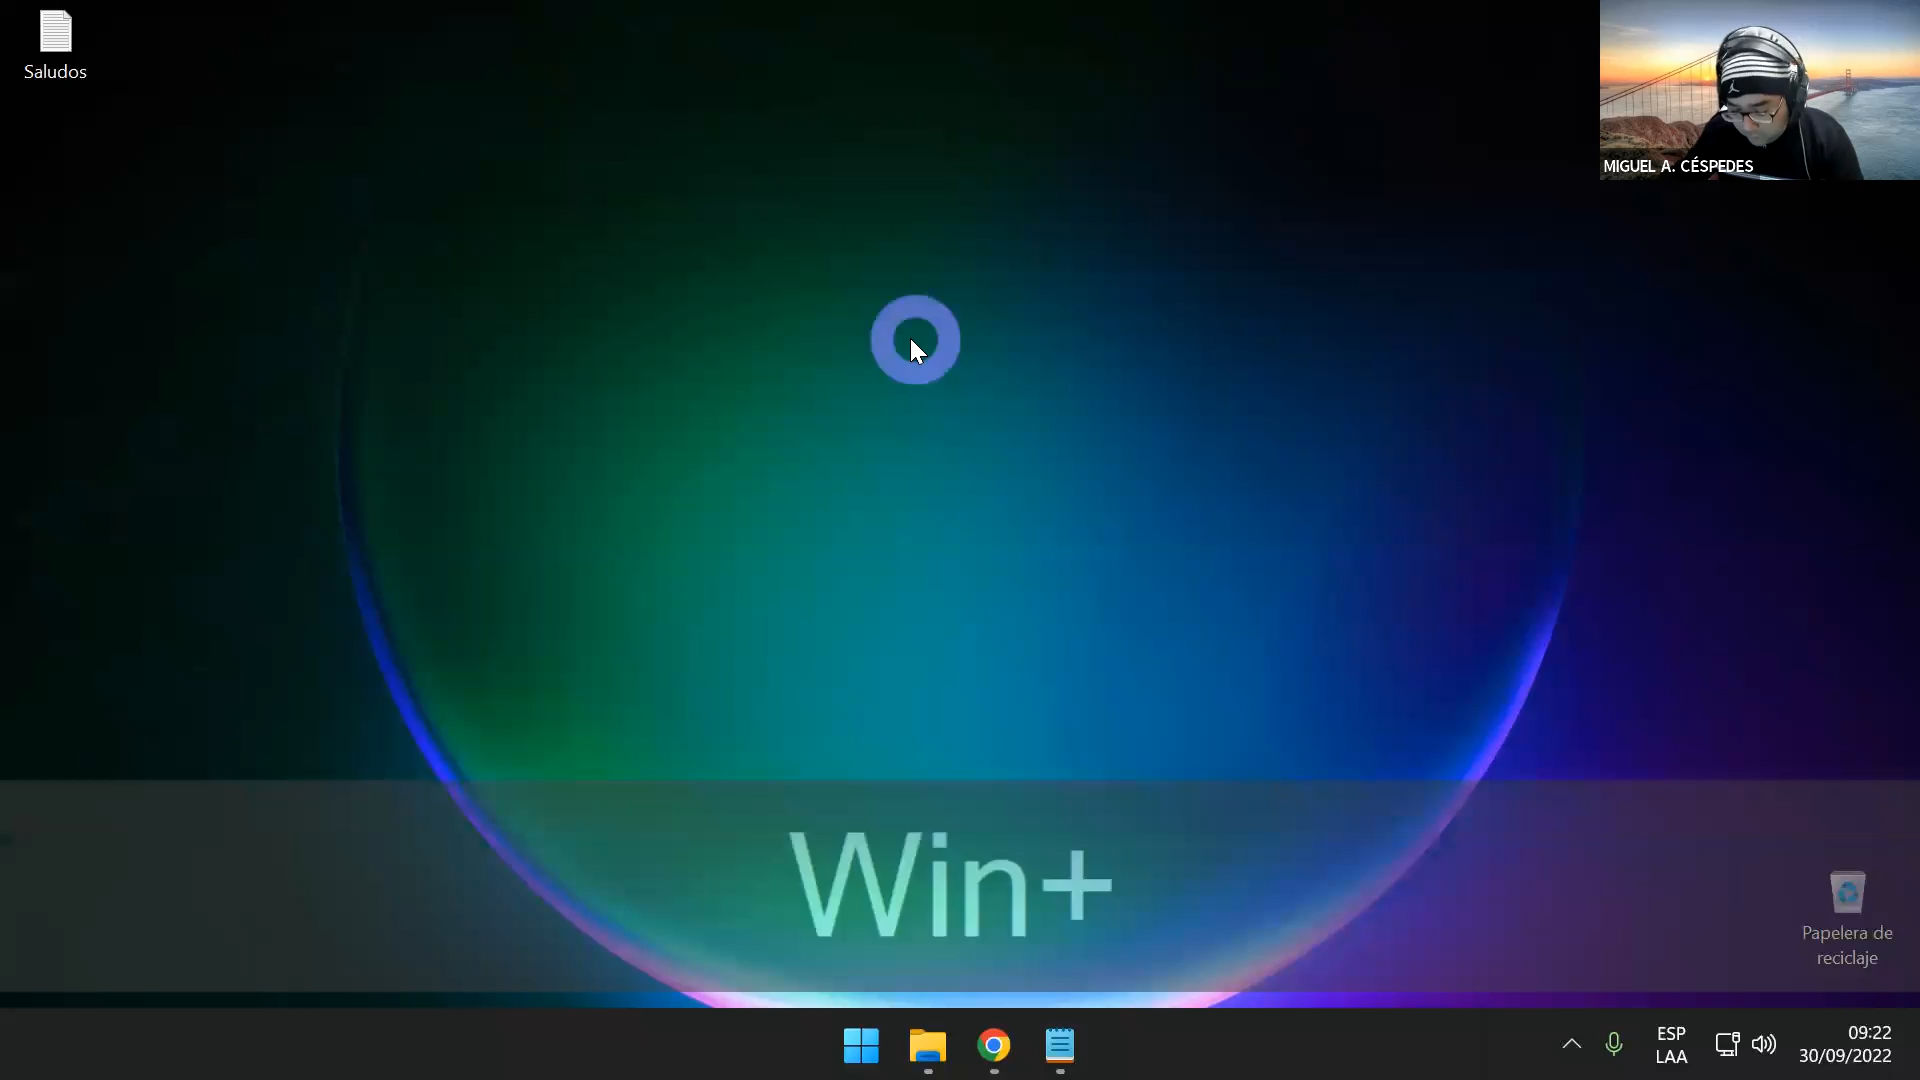 Saludos
MIGUEL A. CÉSPEDES
Win+
Papelera de
reciclaje
ESP
LAA
09:22
30/09/2022